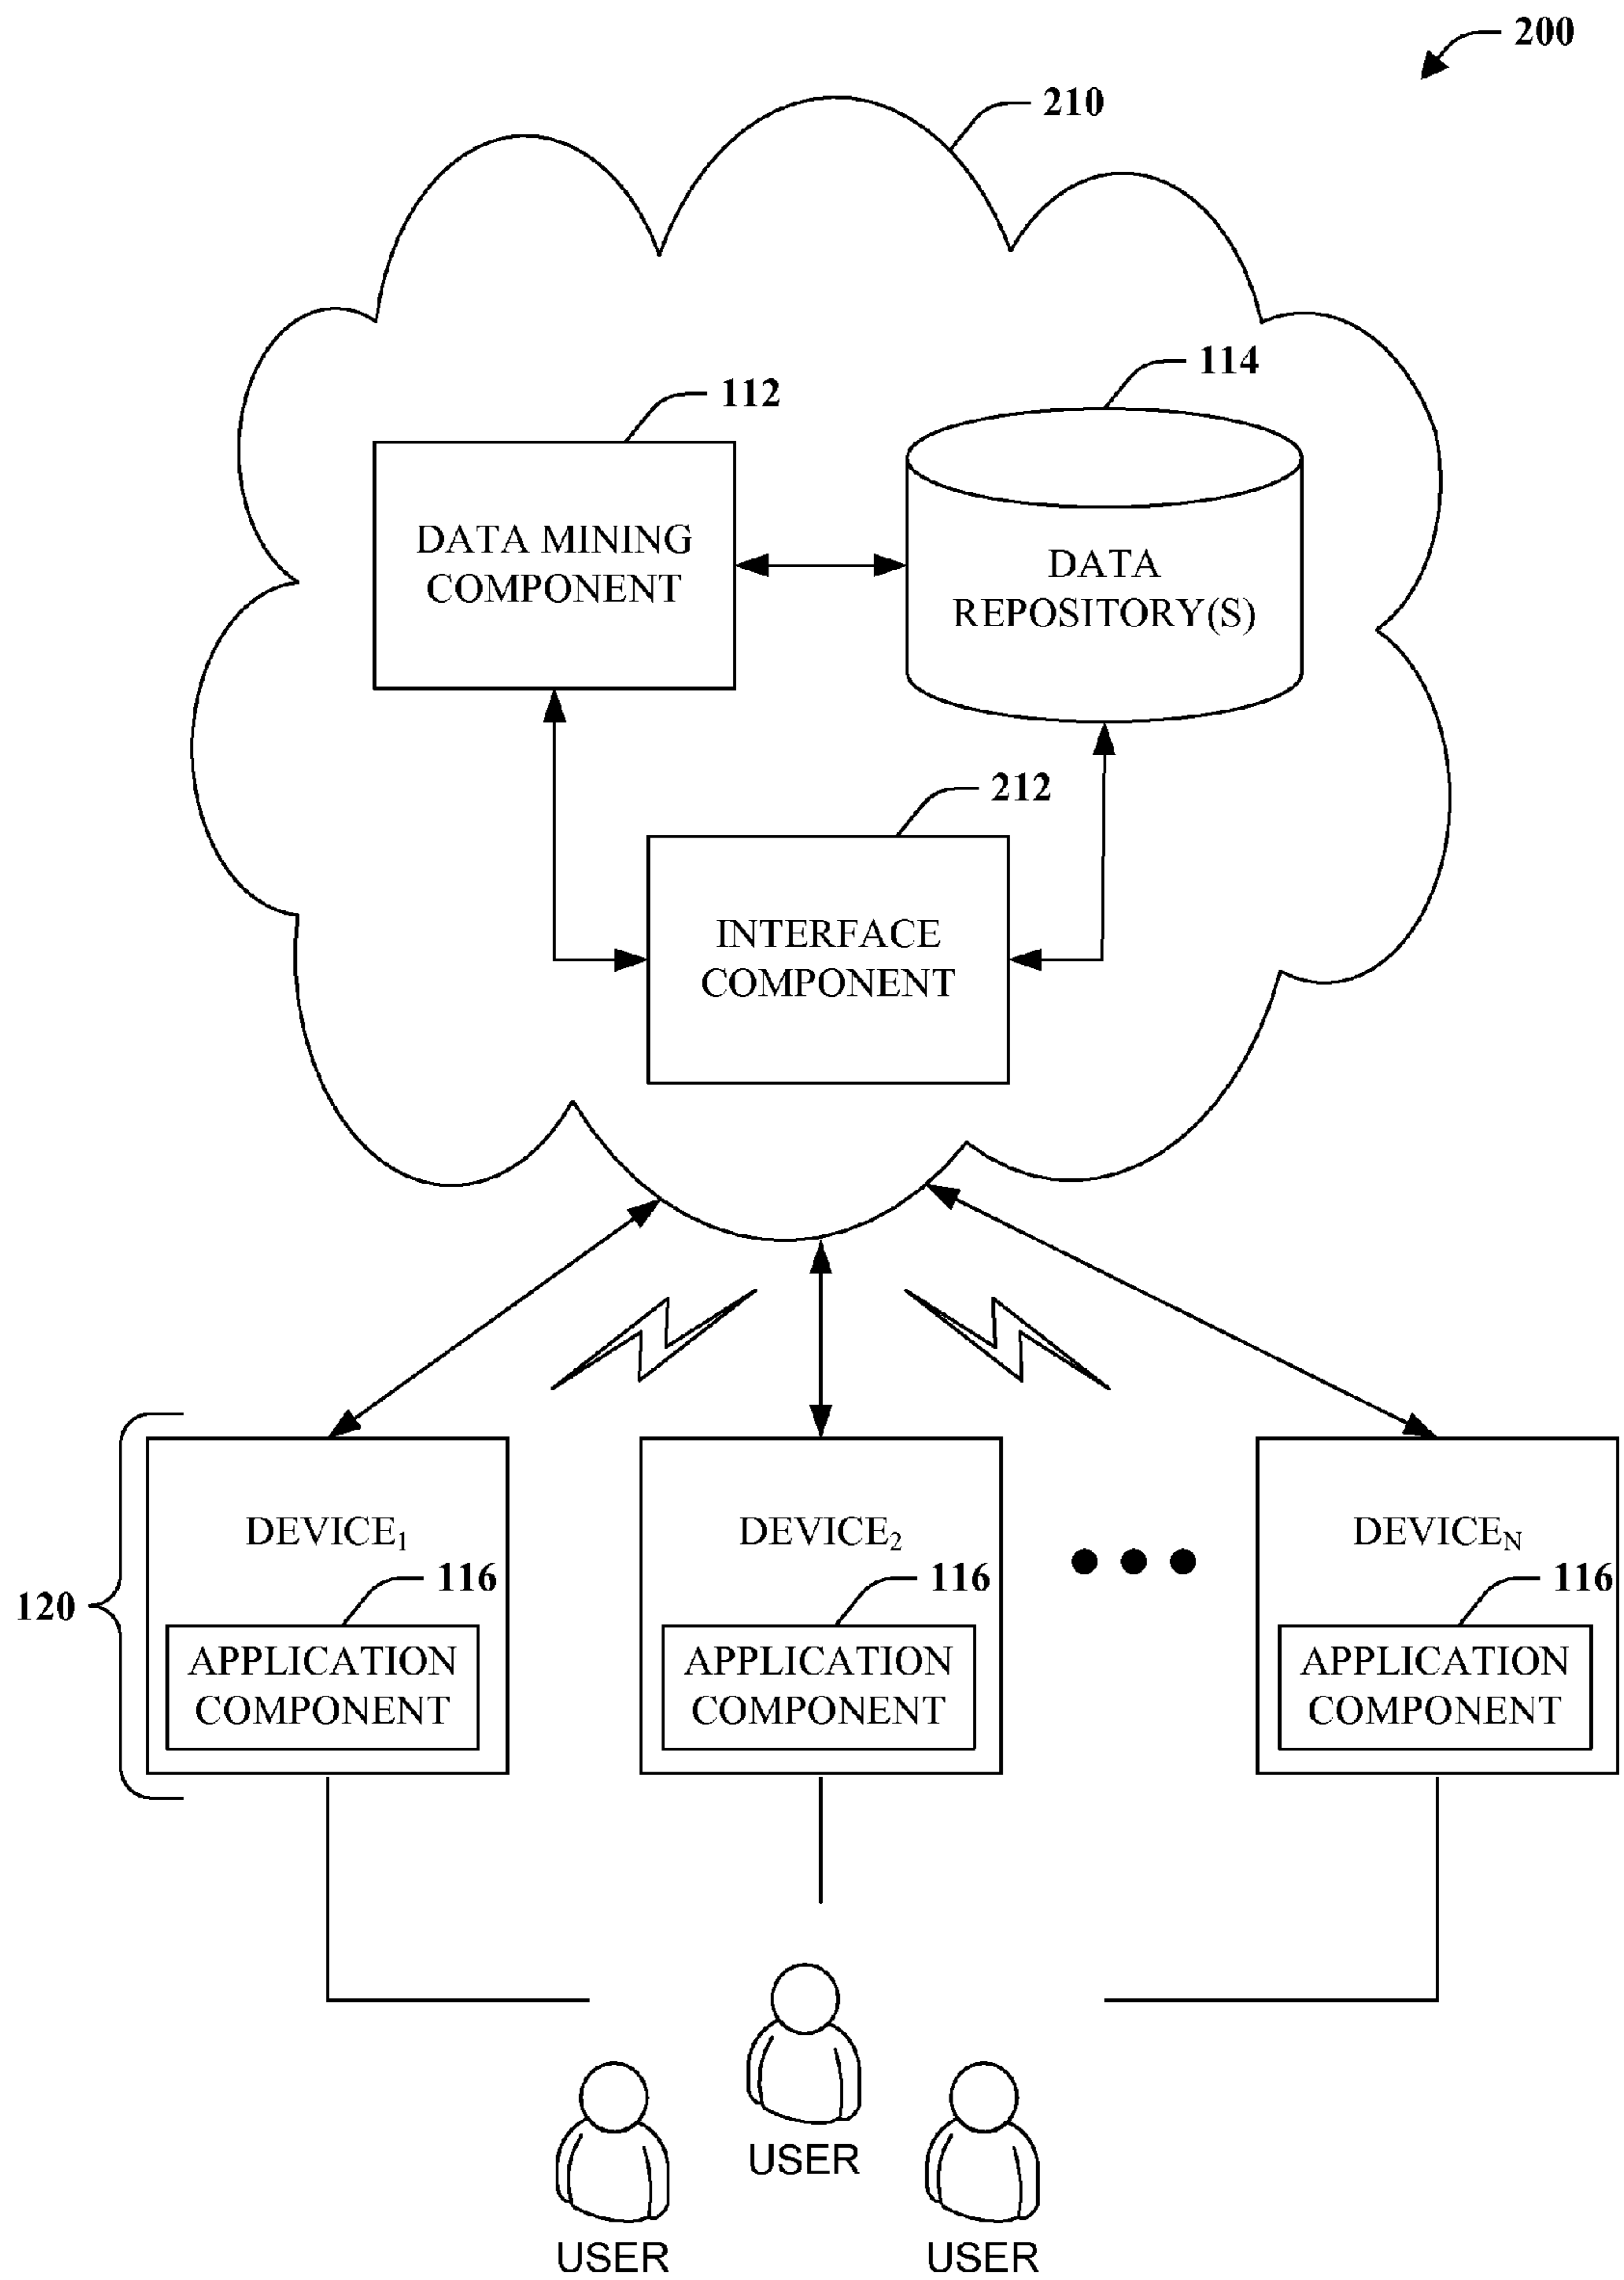 200
210
112
114
DATA MINING
COMPONENT
DATA
REPOSITORY(S)
212
INTERFACE
COMPONENT
120
DEVICE1
116
APPLICATION
COMPONENT
DEVICE2
116
APPLICATION
COMPONENT
DEVICEN
116
APPLICATION
COMPONENT
USER
USER
USER